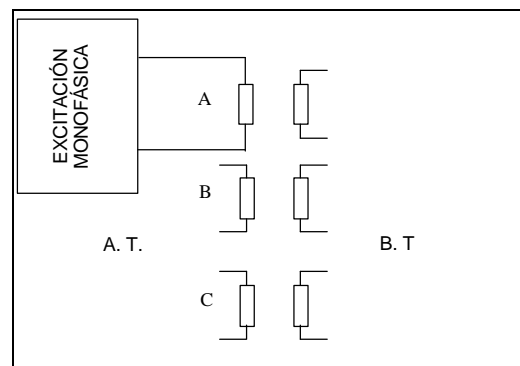 EXCITACIÓN
MONOFÁSICA
A
B
A. T.
B. T
C